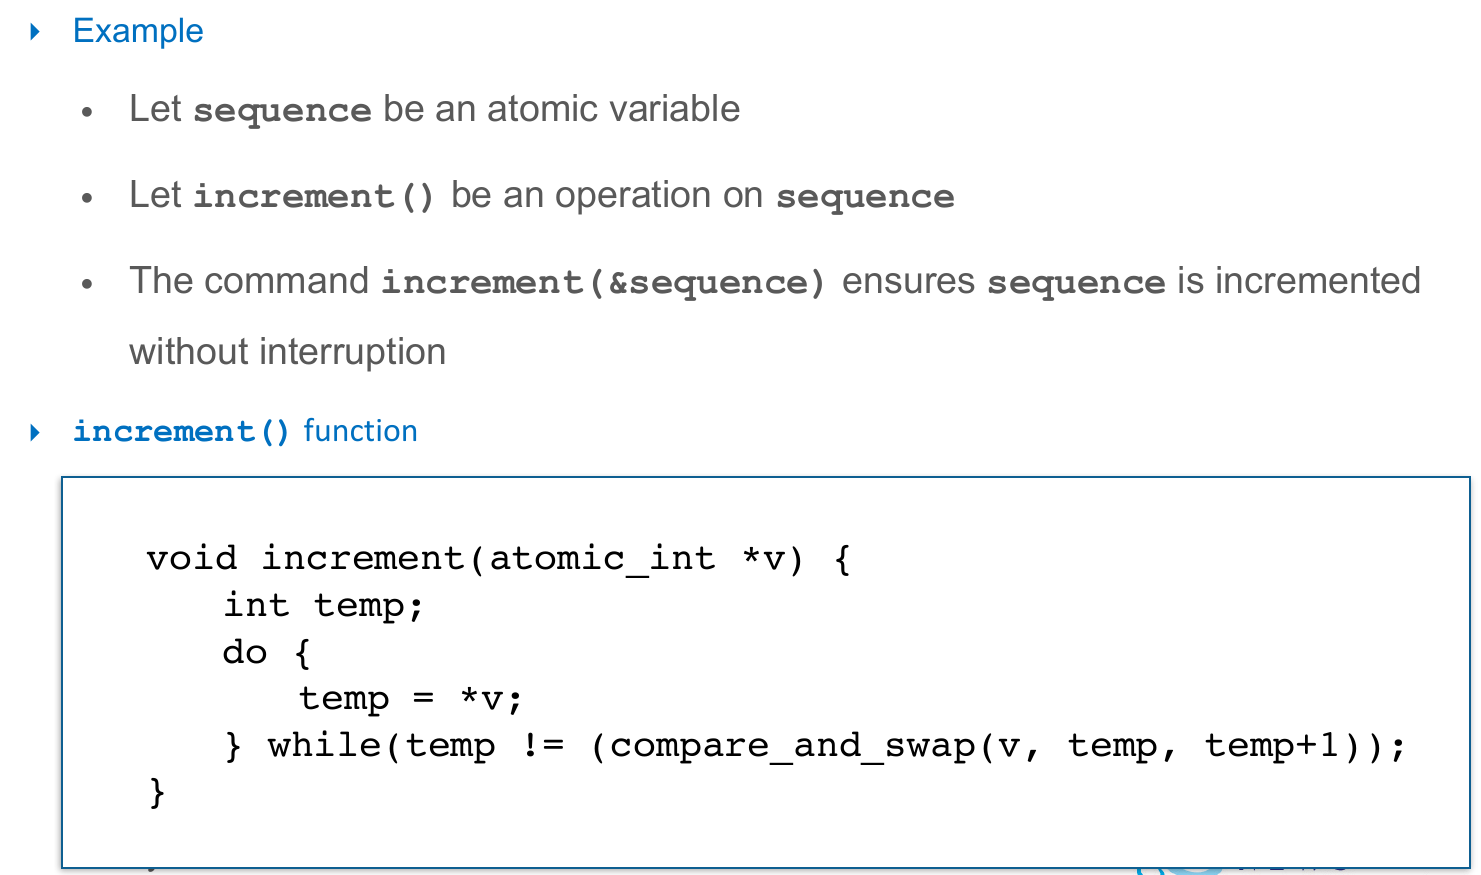 Example
Let sequence be an atomic variable
Let increment() be an operation on sequence
The command increment(&sequence) ensures sequence is incremented
without interruption
increment() function
void increment(atomic_int *v) {
int temp;
do {
temp = *v;
} while(temp != (compare_and_swap(v, temp, temp+1));
}